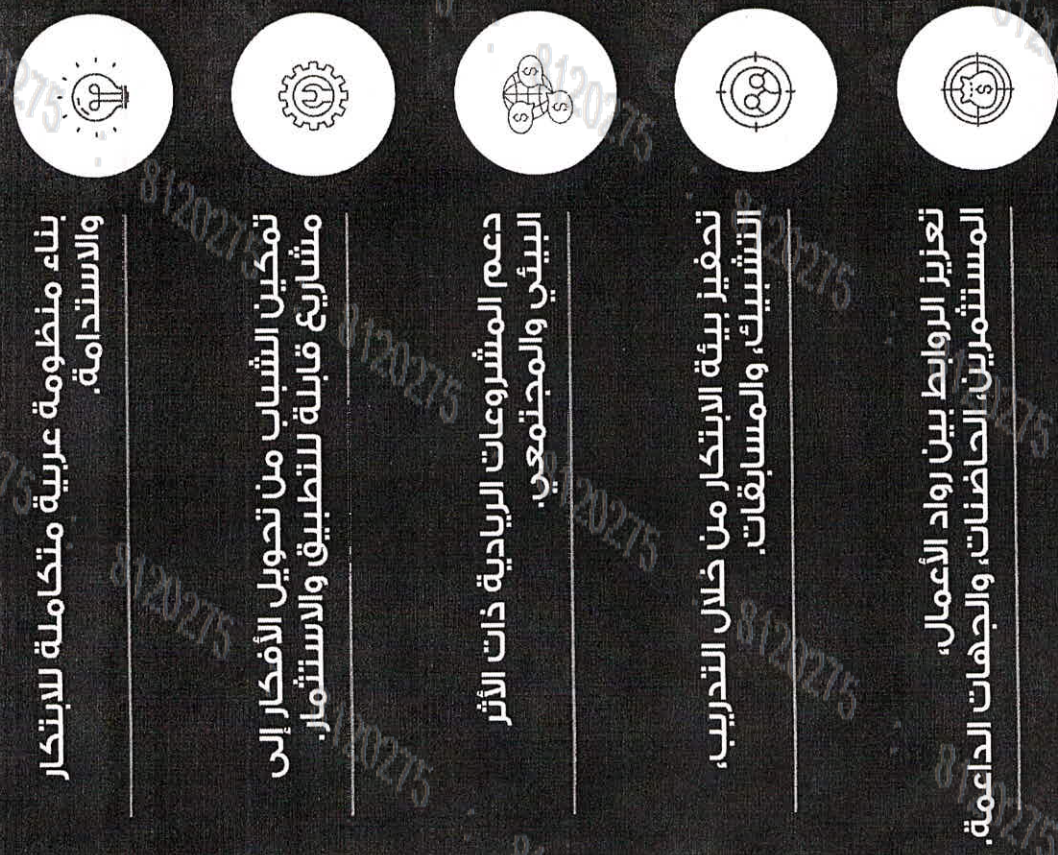 بناء منظومة عربية متكاملة للابتكار
والاستدامة.
تمكين الشباب من تحويل الأفكار إلى
مشاريع قابلة للتطبيق والاستثمار.
دعم المشروعات الريادية ذات الأثر
البيئي والمجتمعي.
تحفيز بيئة الابتكار من خلال التدريب،
التشبيك، والمسابقات.
تعزيز الروابط بين رواد الأعمال،
المستثمرين، الحاضنات، والجهات الداعمة.
81202275